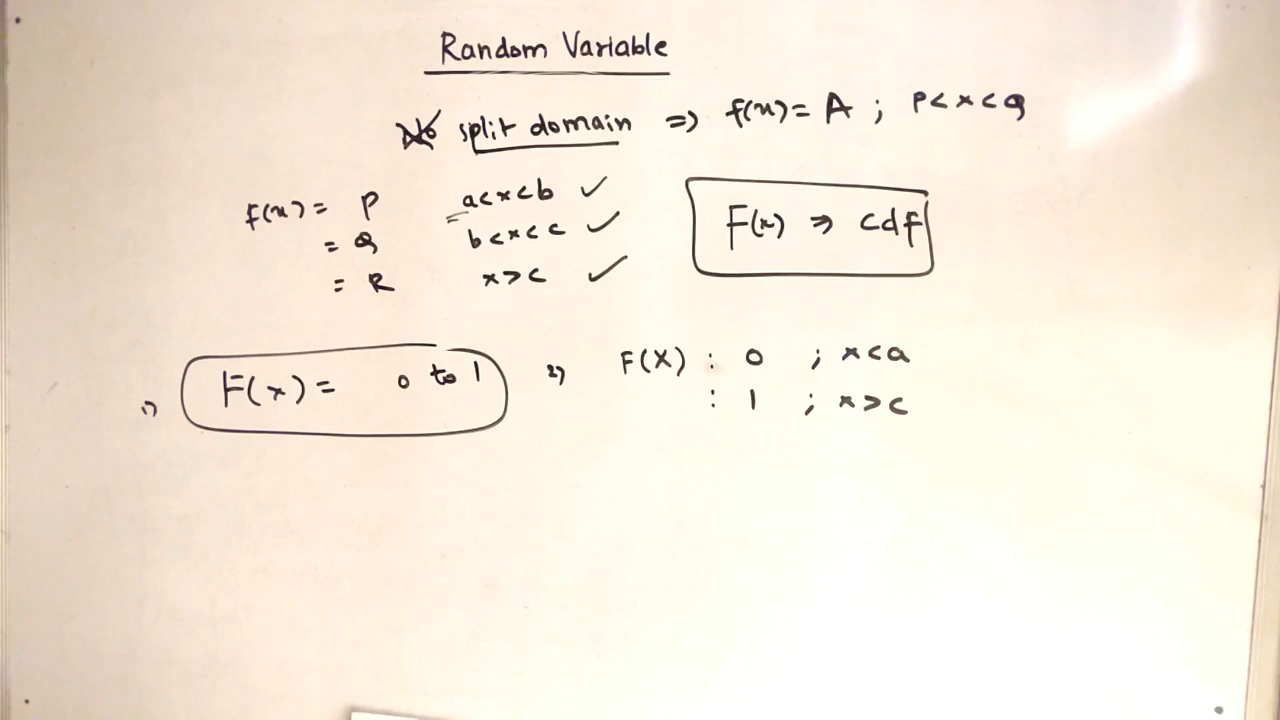 Random Variable
No split domain => f(x) = A ; P < x < Q
f(x) = P a < x < b ✓
= Q b < x < c ✓
= R x > c ✓
F(x) => cdf
1) F(x) = 0 to 1
2) F(X) : 0 ; x < a
: 1 ; x > c